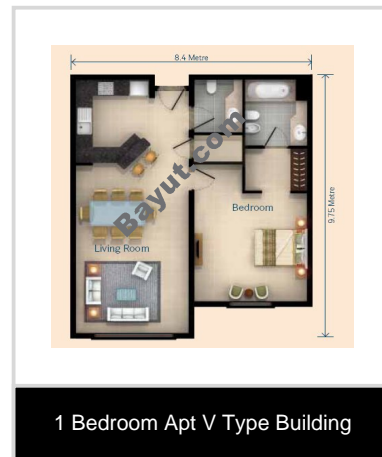 8.4 Metre
9.75 Metre
Bayut.com
Bedroom
Living Room
1 Bedroom Apt V Type Building